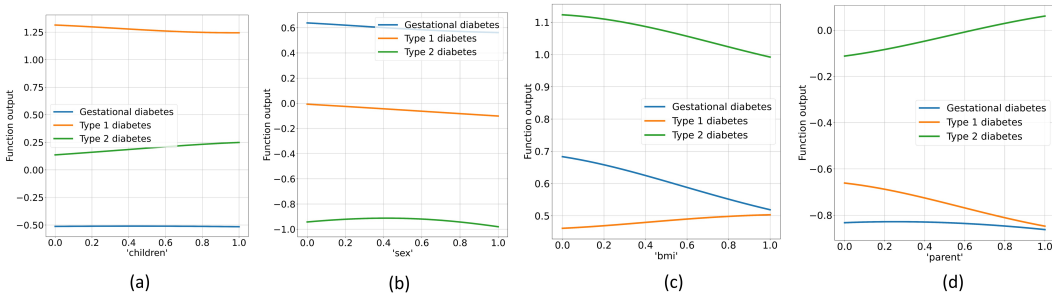 Function output
1.25
1.00
0.75
0.50
0.25
0.00
−0.25
−0.50
Gestational diabetes
Type 1 diabetes
Type 2 diabetes
0.0 0.2 0.4 0.6 0.8 1.0
'children'
(a)
Function output
0.6
0.4
0.2
0.0
−0.2
−0.4
−0.6
−0.8
−1.0
Gestational diabetes
Type 1 diabetes
Type 2 diabetes
0.0 0.2 0.4 0.6 0.8 1.0
'sex'
(b)
Function output
1.1
1.0
0.9
0.8
0.7
0.6
0.5
Gestational diabetes
Type 1 diabetes
Type 2 diabetes
0.0 0.2 0.4 0.6 0.8 1.0
'bmi'
(c)
Function output
0.0
−0.2
−0.4
−0.6
−0.8
Gestational diabetes
Type 1 diabetes
Type 2 diabetes
0.0 0.2 0.4 0.6 0.8 1.0
'parent'
(d)